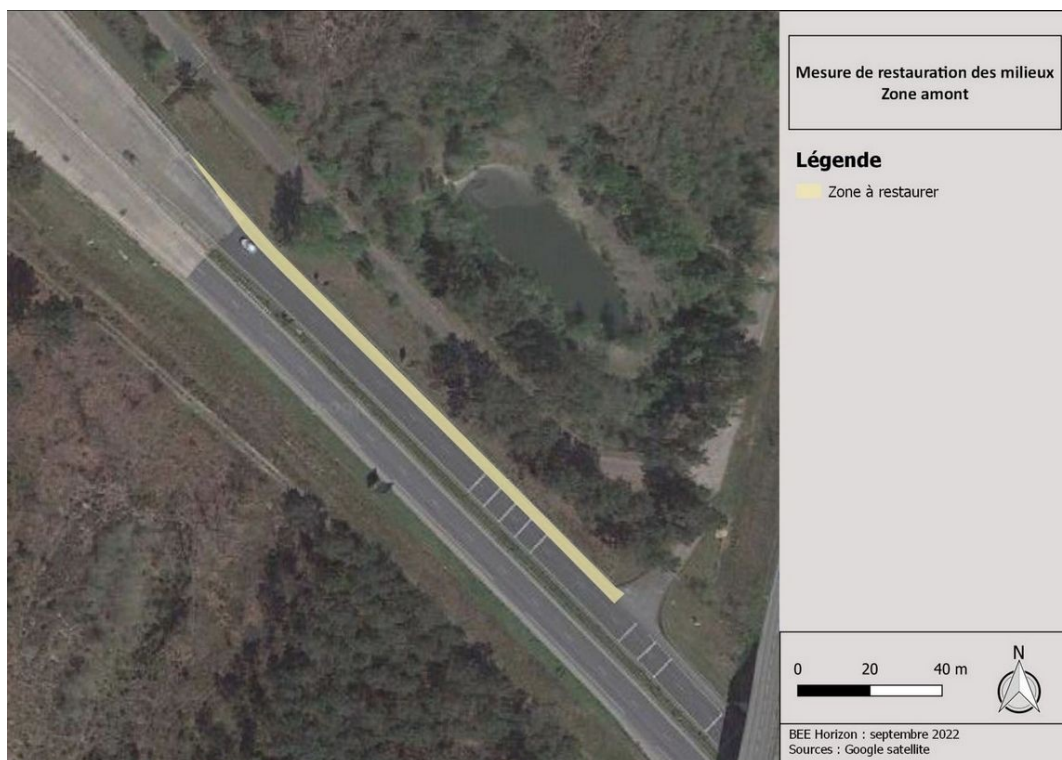 Mesure de restauration des milieux
Zone amont
Légende
Zone à restaurer
0 20 40 m
N
BEE Horizon : septembre 2022
Sources : Google satellite